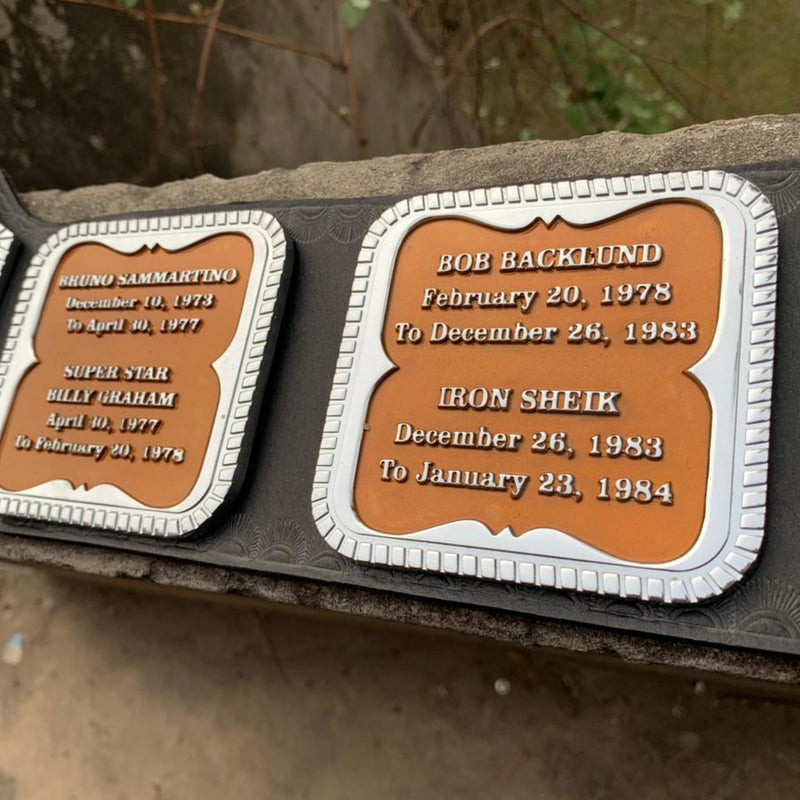 BRUNO SAMMARTINO
December 10, 1973
To April 30, 1977
SUPER STAR
BILLY GRAHAM
April 30, 1977
To February 20, 1978
BOB BACKLUND
February 20, 1978
To December 26, 1983
IRON SHEIK
December 26, 1983
To January 23, 1984